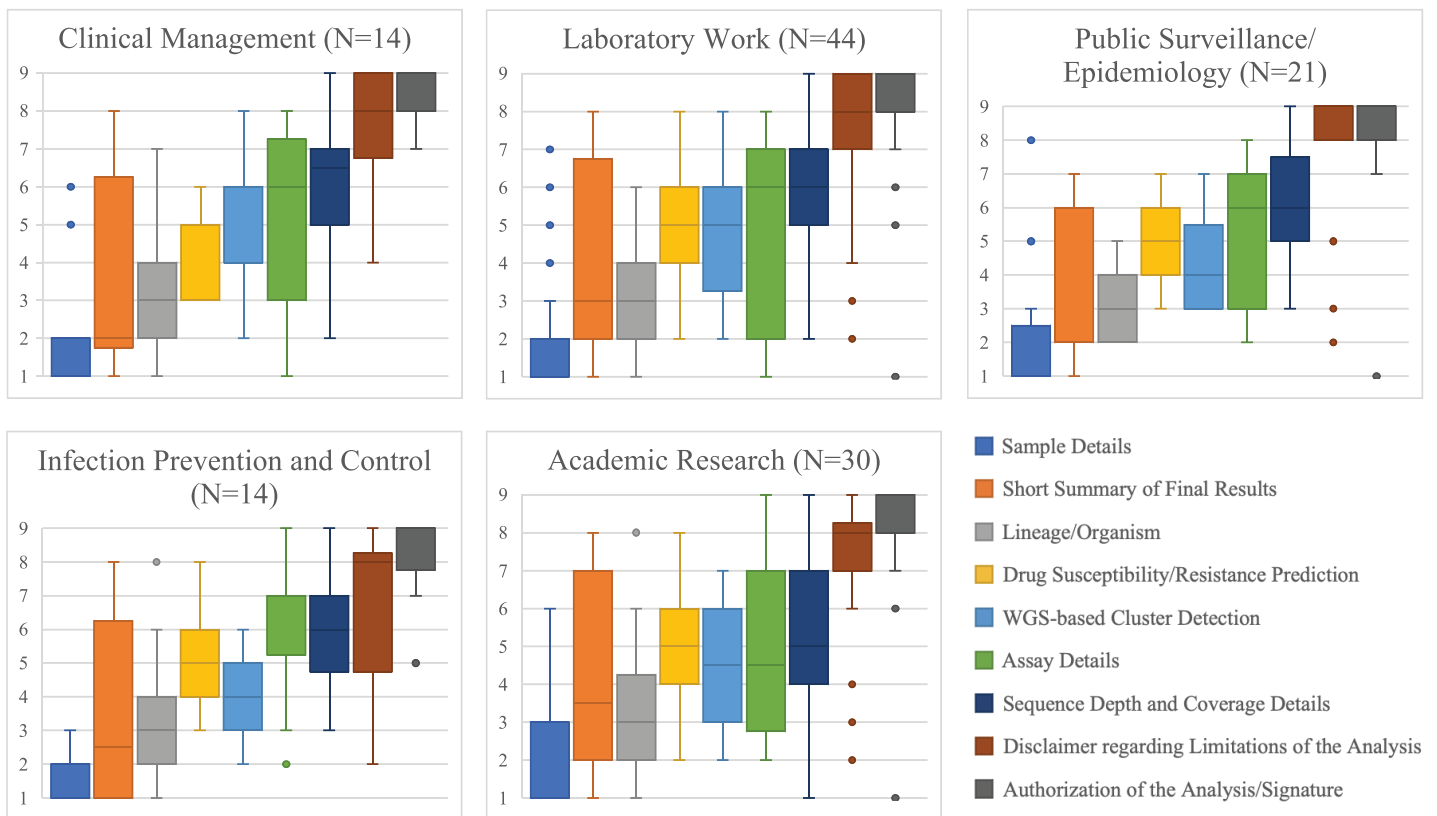 Clinical Management (N=14)
9
8
7
6
5
4
3
2
1
Laboratory Work (N=44)
9
8
7
6
5
4
3
2
1
Public Surveillance/
Epidemiology (N=21)
9
8
7
6
5
4
3
2
1
Infection Prevention and Control
(N=14)
9
8
7
6
5
4
3
2
1
Academic Research (N=30)
9
8
7
6
5
4
3
2
1
Sample Details
Short Summary of Final Results
Lineage/Organism
Drug Susceptibility/Resistance Prediction
WGS-based Cluster Detection
Assay Details
Sequence Depth and Coverage Details
Disclaimer regarding Limitations of the Analysis
Authorization of the Analysis/Signature